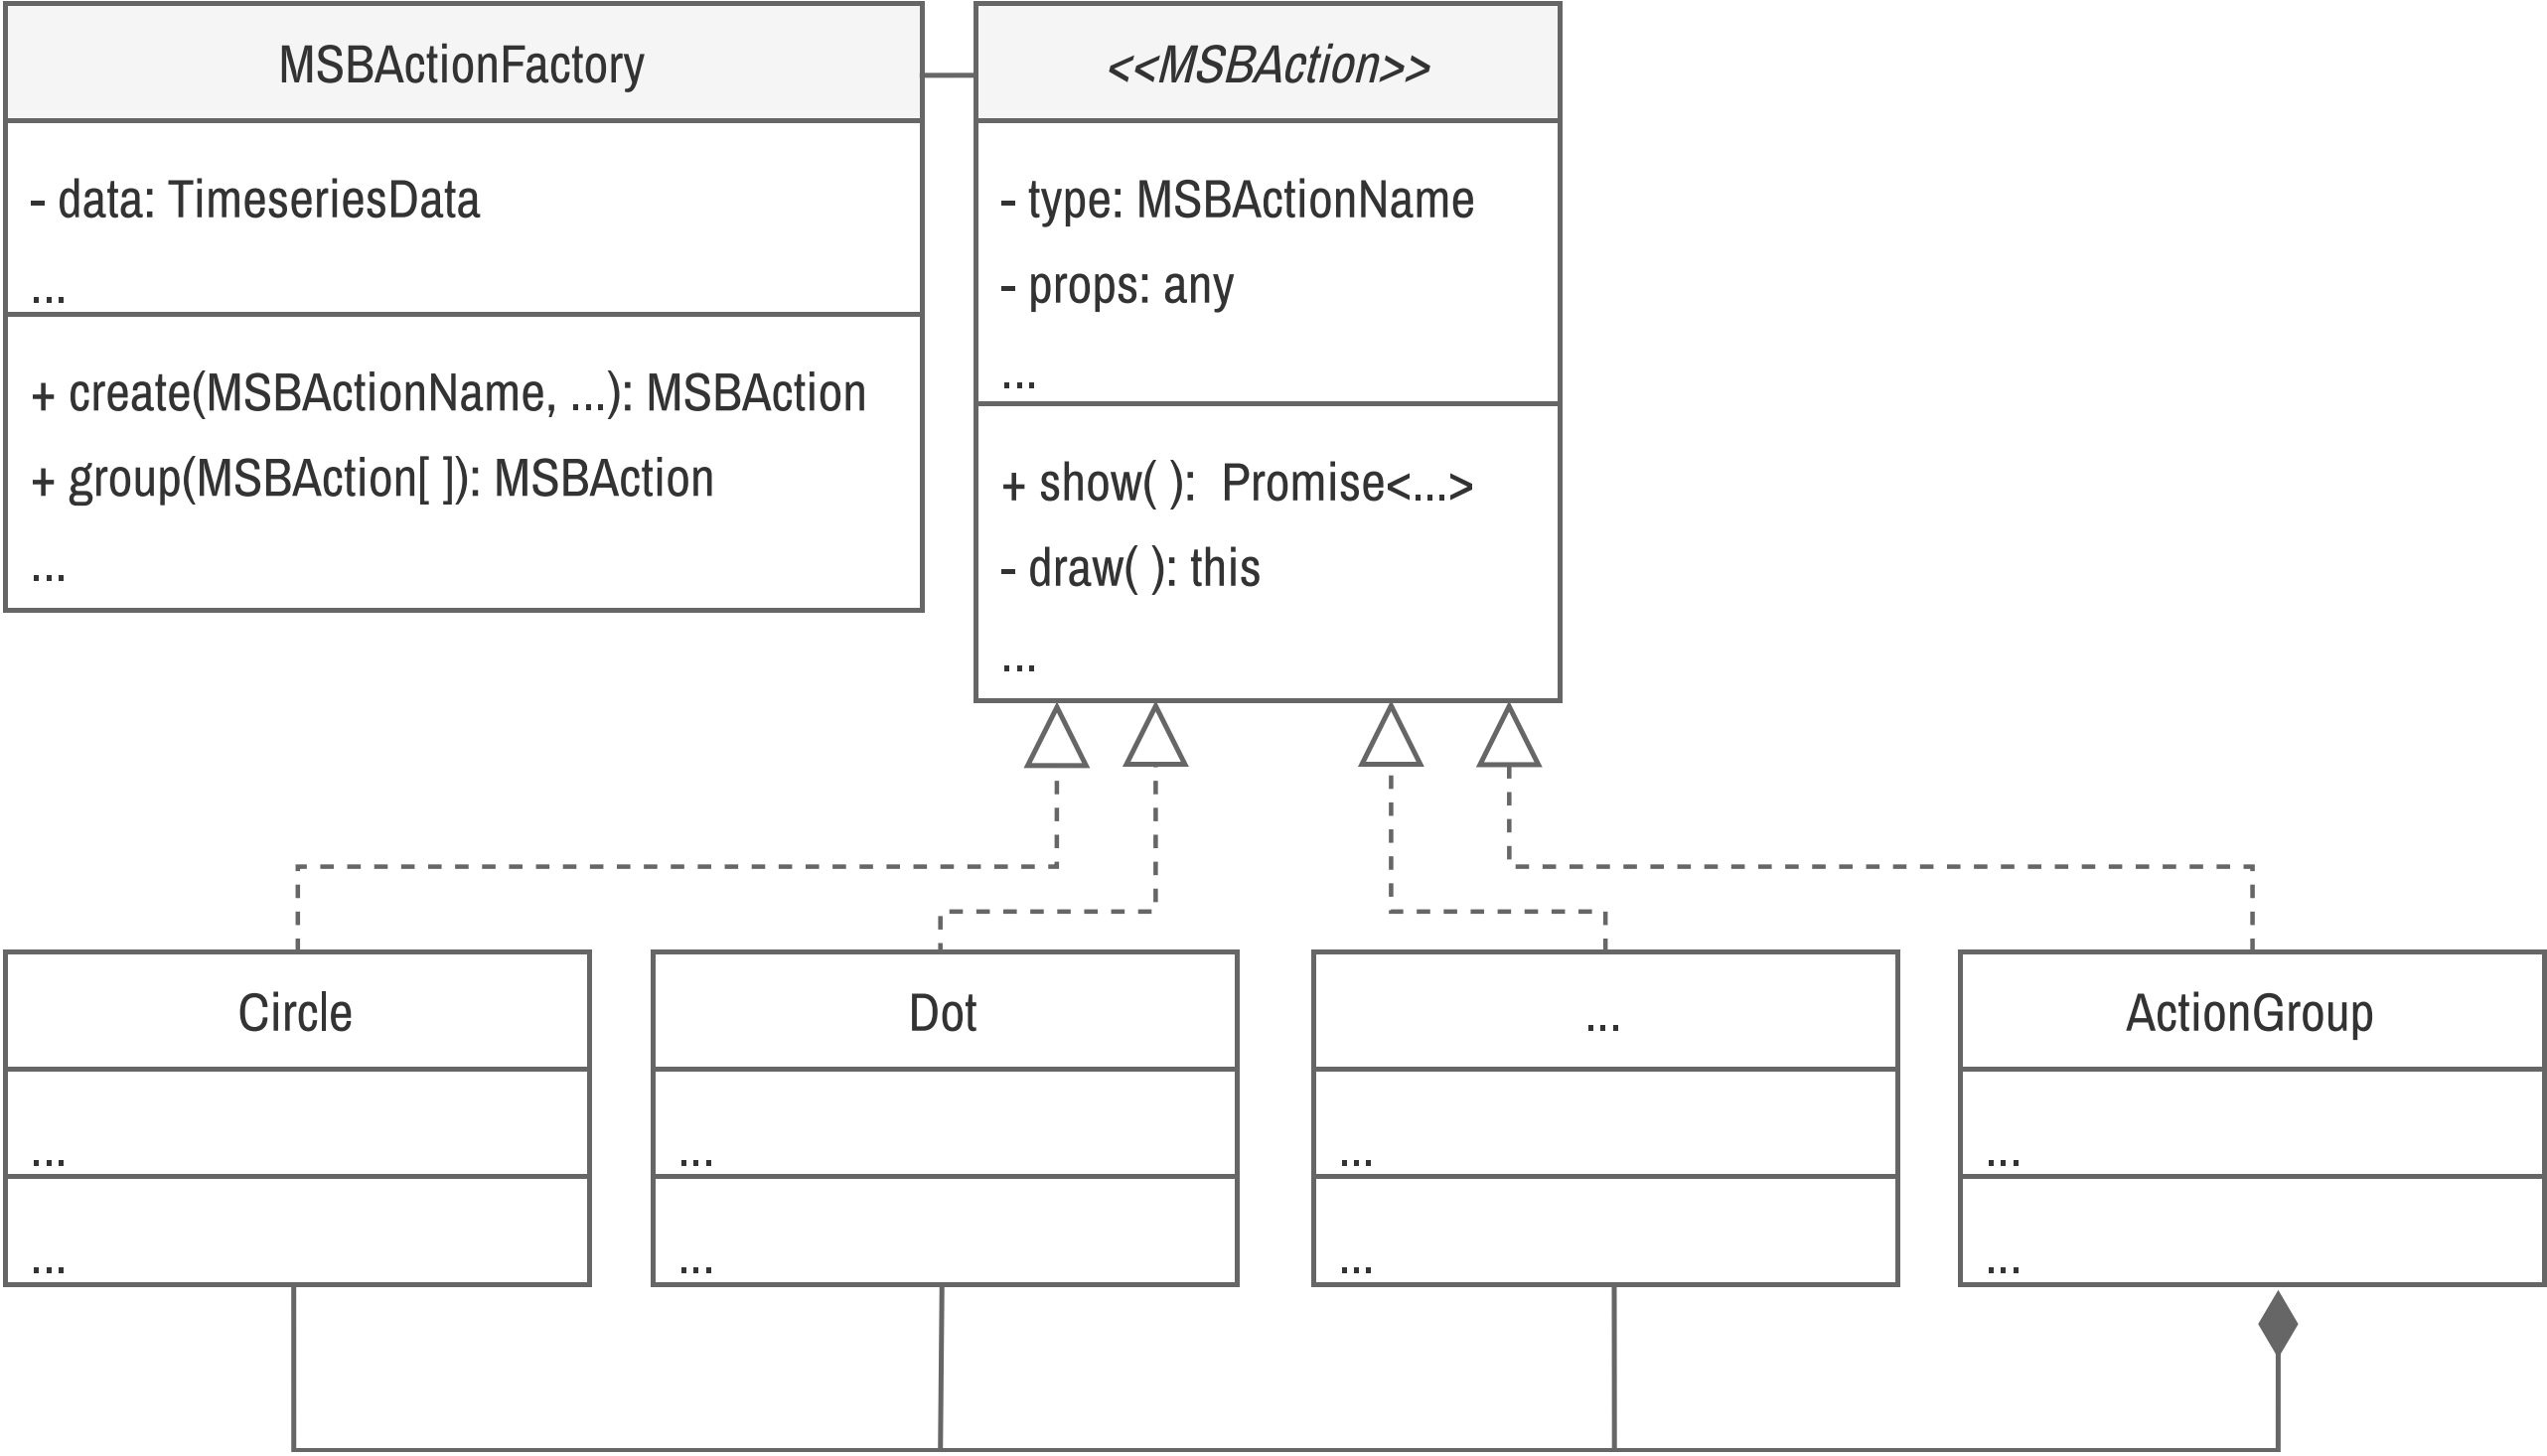 MSBActionFactory
- data: TimeseriesData
...
+ create(MSBActionName, ...): MSBAction
+ group(MSBAction[ ]): MSBAction
...
<<MSBAction>>
- type: MSBActionName
- props: any
...
+ show( ):  Promise<...>
- draw( ): this
...
Circle
...
...
Dot
...
...
...
...
...
ActionGroup
...
...